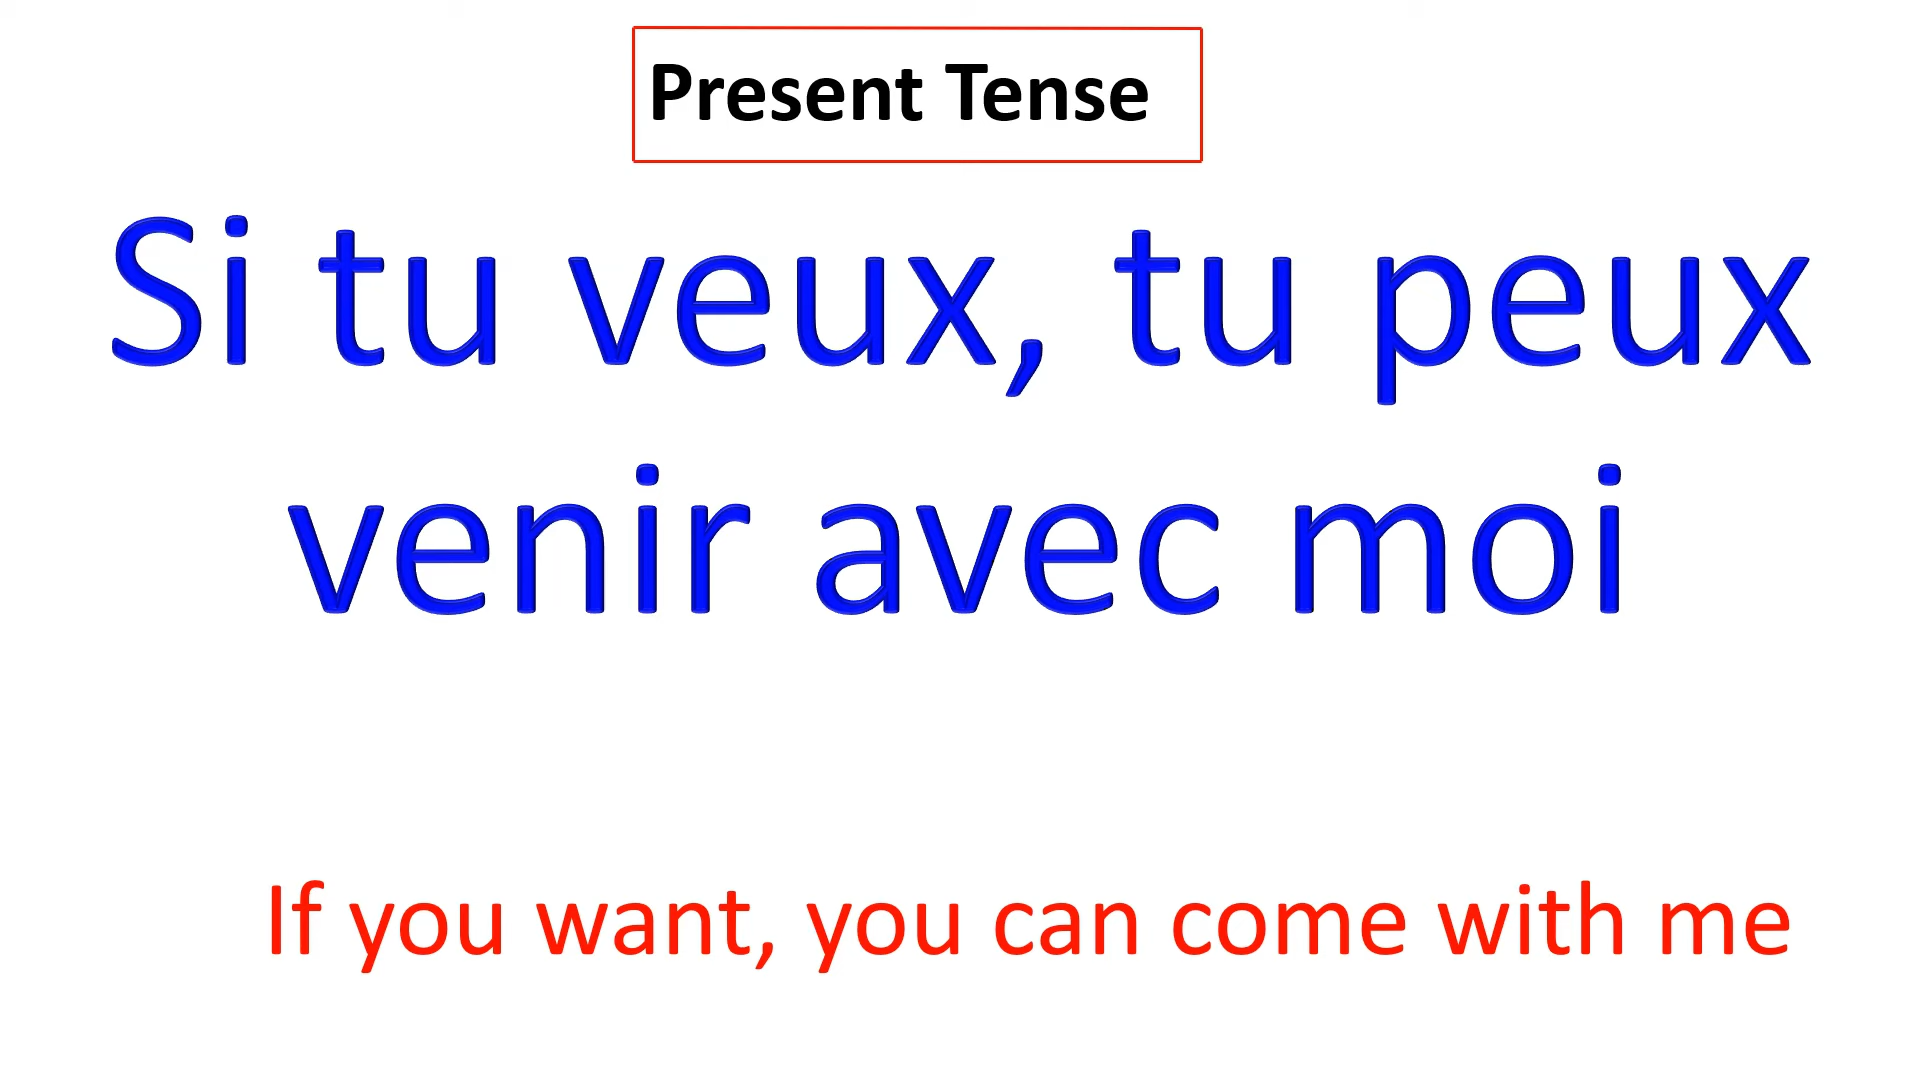 Present Tense
Si tu veux, tu peux
venir avec moi
If you want, you can come with me